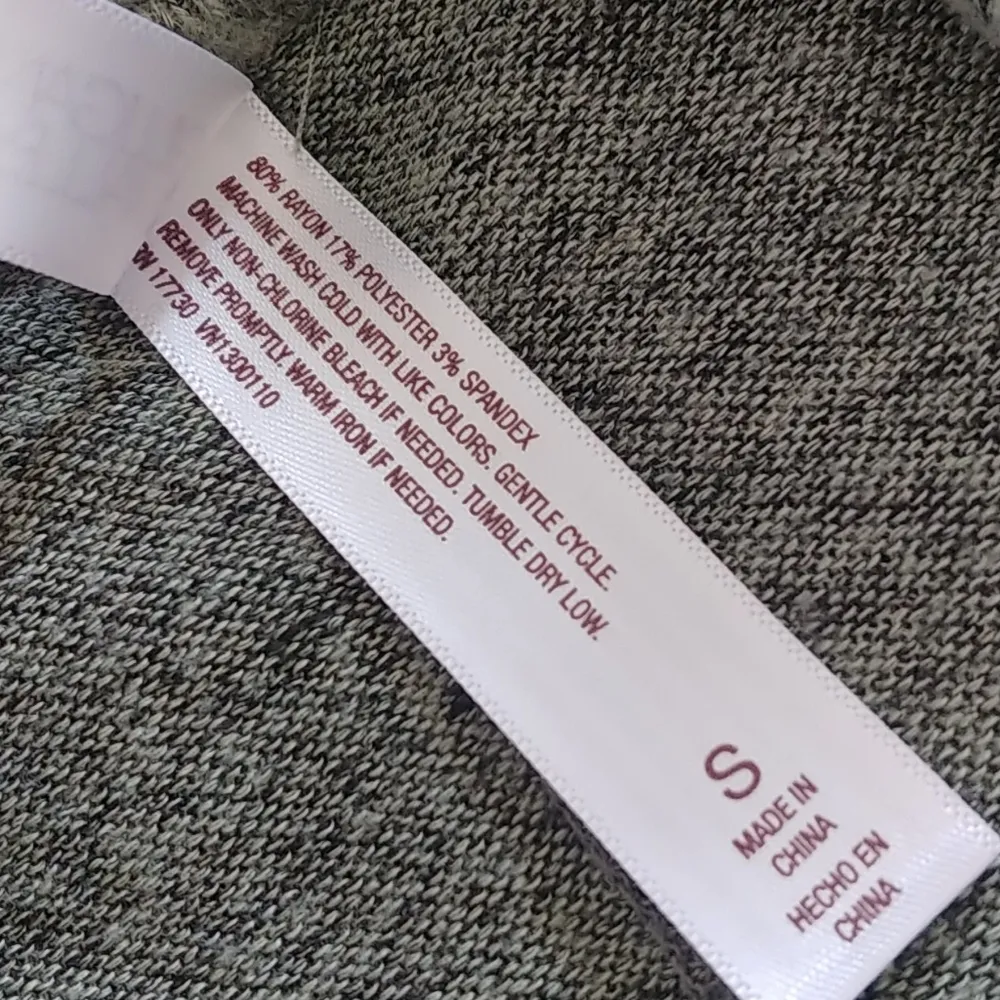 80% RAYON 17% POLYESTER 3% SPANDEX
MACHINE WASH COLD WITH LIKE COLORS. GENTLE CYCLE.
ONLY NON-CHLORINE BLEACH IF NEEDED. TUMBLE DRY LOW.
REMOVE PROMPTLY WARM IRON IF NEEDED.
RN 17730 VN1300110
S
MADE IN
CHINA
HECHO EN
CHINA